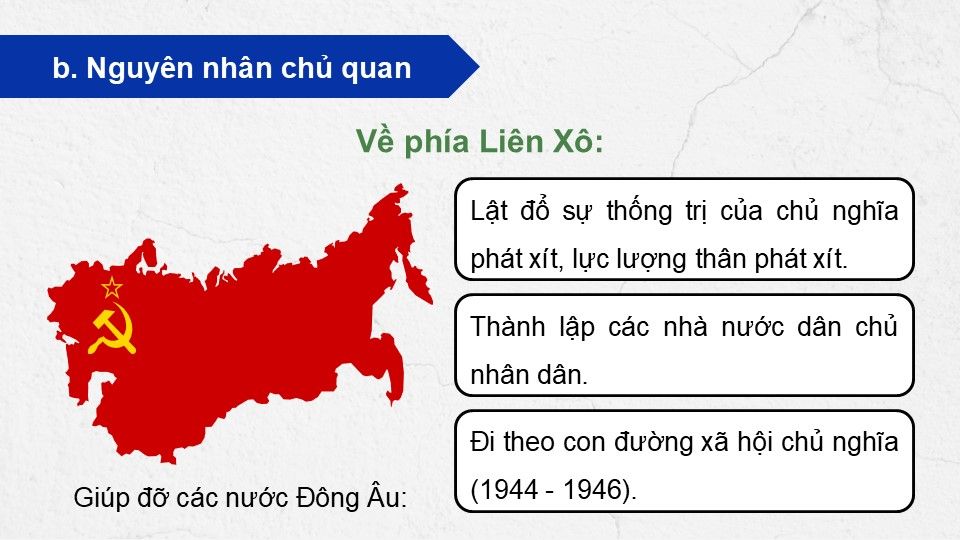 b. Nguyên nhân chủ quan
Về phía Liên Xô:
Giúp đỡ các nước Đông Âu:
Lật đổ sự thống trị của chủ nghĩa
phát xít, lực lượng thân phát xít.
Thành lập các nhà nước dân chủ
nhân dân.
Đi theo con đường xã hội chủ nghĩa
(1944 - 1946).